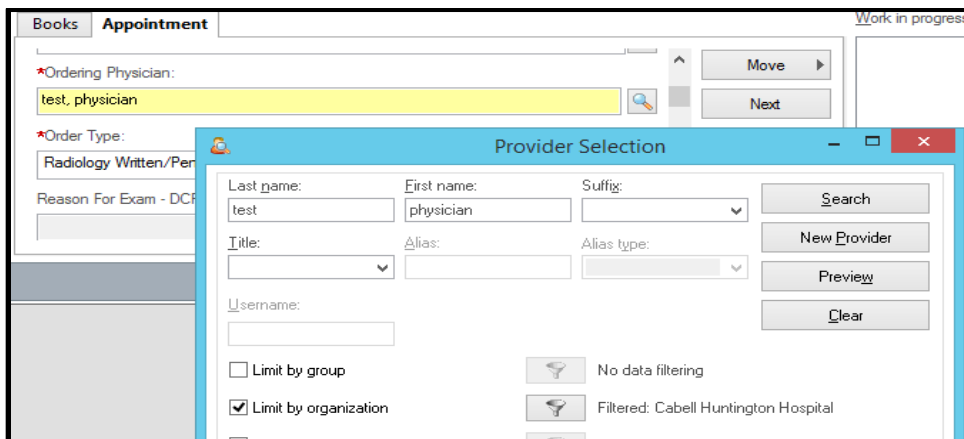 Books Appointment
Work in progress
*Ordering Physician:
test, physician
Move
Next
*Order Type:
Radiology Written/Pen
Reason For Exam - DCP
Provider Selection
Last name: First name: Suffix:
test physician
Search
New Provider
Title: Alias: Alias type:
Preview
Username:
Clear
Limit by group No data filtering
Limit by organization Filtered: Cabell Huntington Hospital